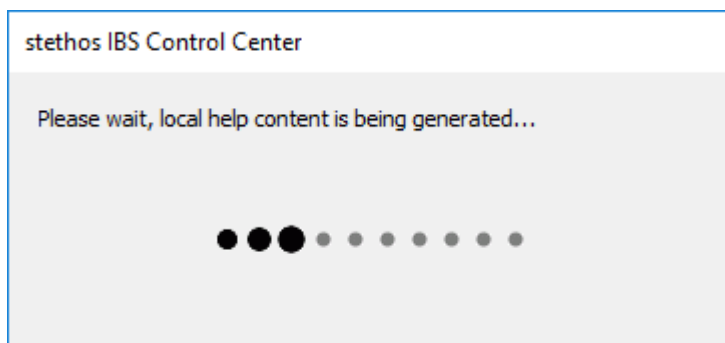 stethos IBS Control Center
Please wait, local help content is being generated...